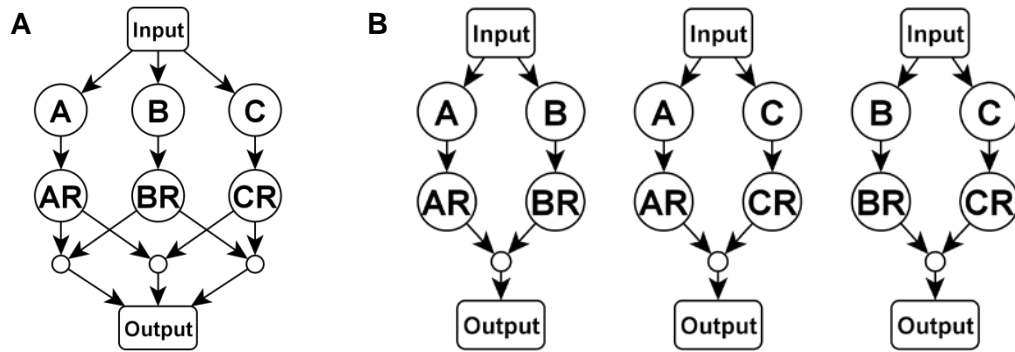 A
Input
A B C
AR BR CR
Output
B
Input Input Input
A B A C B C
AR BR AR CR BR CR
Output Output Output